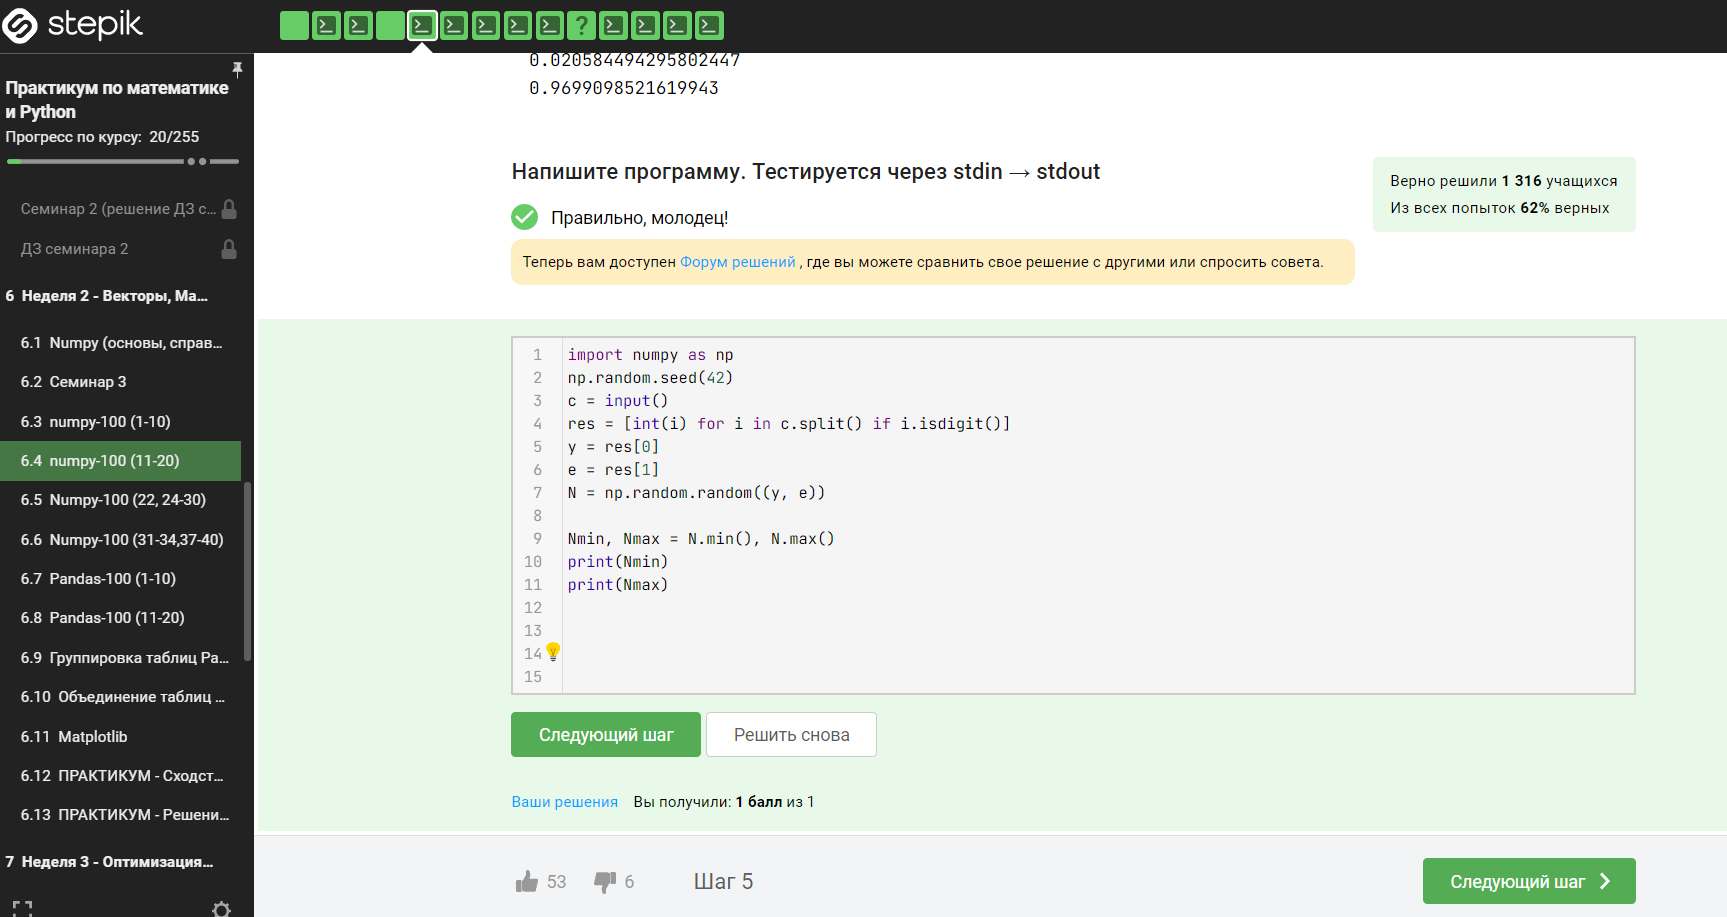 stepik
?
Практикум по математике
и Python
Прогресс по курсу: 20/255
Семинар 2 (решение ДЗ с...
ДЗ семинара 2
6 Неделя 2 - Векторы, Ма...
6.1 Numpy (основы, справ...
6.2 Семинар 3
6.3 numpy-100 (1-10)
6.4 numpy-100 (11-20)
6.5 Numpy-100 (22, 24-30)
6.6 Numpy-100 (31-34,37-40)
6.7 Pandas-100 (1-10)
6.8 Pandas-100 (11-20)
6.9 Группировка таблиц Pa...
6.10 Объединение таблиц ...
6.11 Matplotlib
6.12 ПРАКТИКУМ - Сходст...
6.13 ПРАКТИКУМ - Решени...
7 Неделя 3 - Оптимизация...
0.020584494295802447
0.9699098521619943
Напишите программу. Тестируется через stdin → stdout
Правильно, молодец!
Теперь вам доступен Форум решений , где вы можете сравнить свое решение с другими или спросить совета.
Верно решили 1 316 учащихся
Из всех попыток 62% верных
1 import numpy as np
2 np.random.seed(42)
3 c = input()
4 res = [int(i) for i in c.split() if i.isdigit()]
5 y = res[0]
6 e = res[1]
7 N = np.random.random((y, e))
8
9 Nmin, Nmax = N.min(), N.max()
10 print(Nmin)
11 print(Nmax)
12
13
14
15
Следующий шаг
Решить снова
Ваши решения Вы получили: 1 балл из 1
53 6 Шаг 5
Следующий шаг